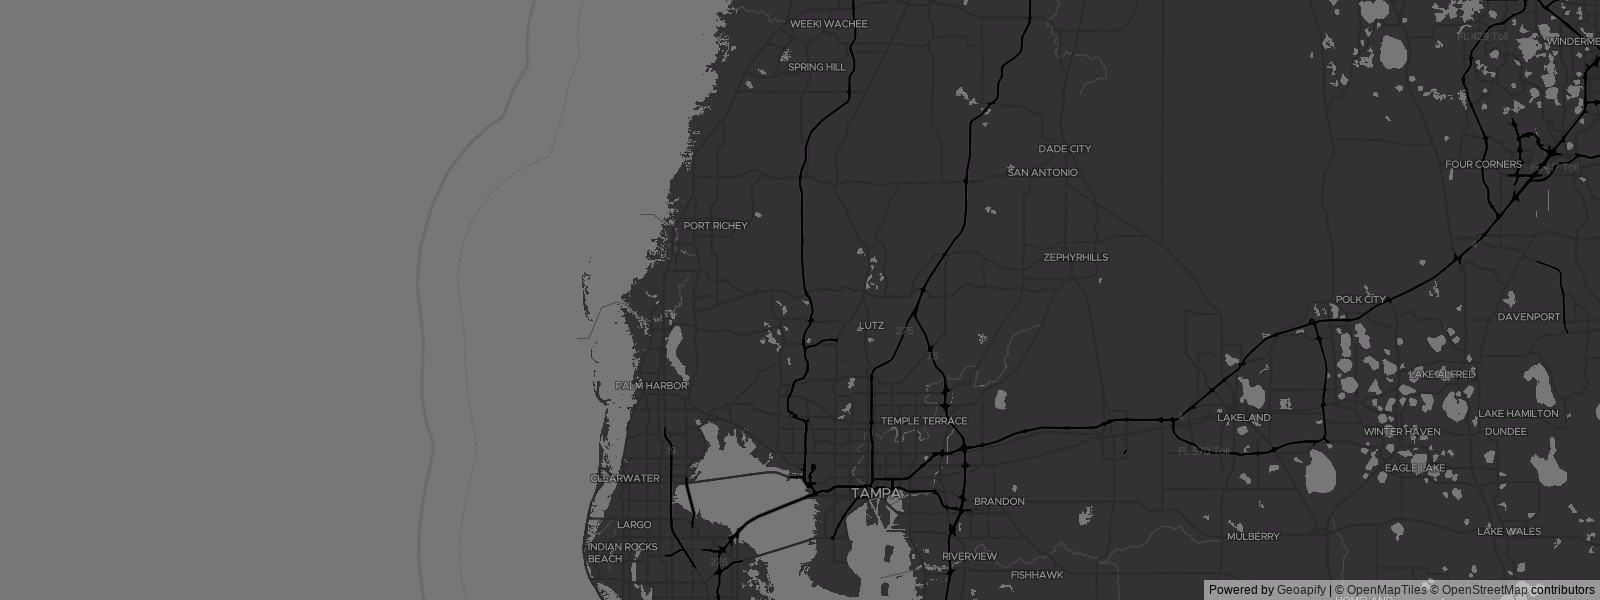 WEEKI WACHEE
FL 429 Toll
WINDERME
SPRING HILL
DADE CITY
FOUR CORNERS
SAN ANTONIO
PORT RICHEY
ZEPHYRHILLS
POLK CITY
DAVENPORT
LUTZ
275
75
LAKE ALFRED
PALM HARBOR
LAKE HAMILTON
LAKELAND
TEMPLE TERRACE
WINTER HAVEN
DUNDEE
19
FL 570 Toll
EAGLE LAKE
CLEARWATER
TAMPA
BRANDON
LARGO
LAKE WALES
MULBERRY
INDIAN ROCKS
BEACH
RIVERVIEW
275
FISHHAWK
Powered by Geoapify | © OpenMapTiles © OpenStreetMap contributors